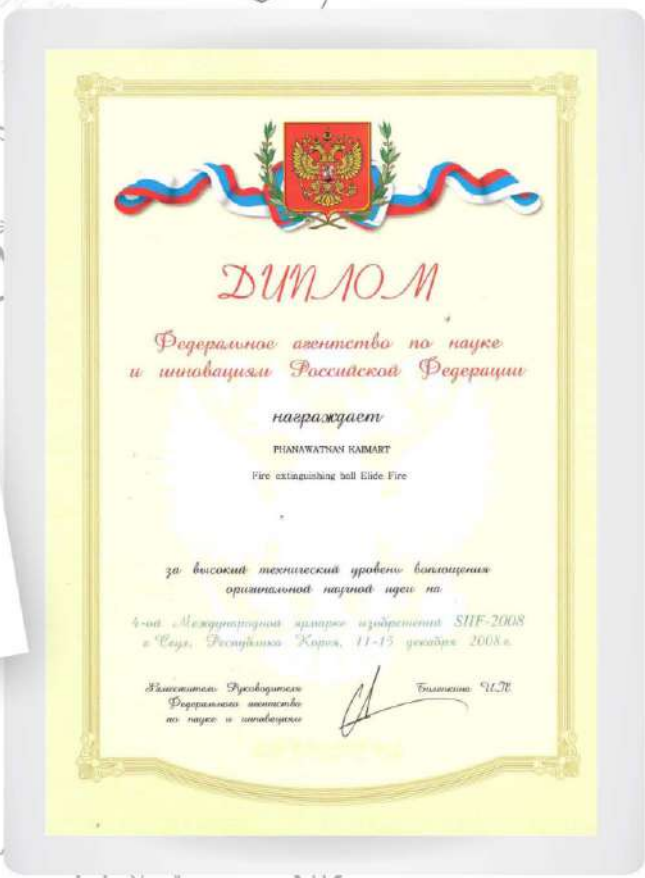 ДИПЛОМ
Федеральное агентство по науке
и инновациям Российской Федерации
награждает
PHANAWATNAN KAIMART
Fire extinguishing ball Elide Fire
за высокий технический уровень воплощения
оригинальной научной идеи на
4-ой Международной ярмарке изобретений SIIF-2008
г. Сеул, Республика Корея, 11-15 декабря 2008 г.
Заместитель Руководителя
Федерального агентства
по науке и инновациям
И.П.